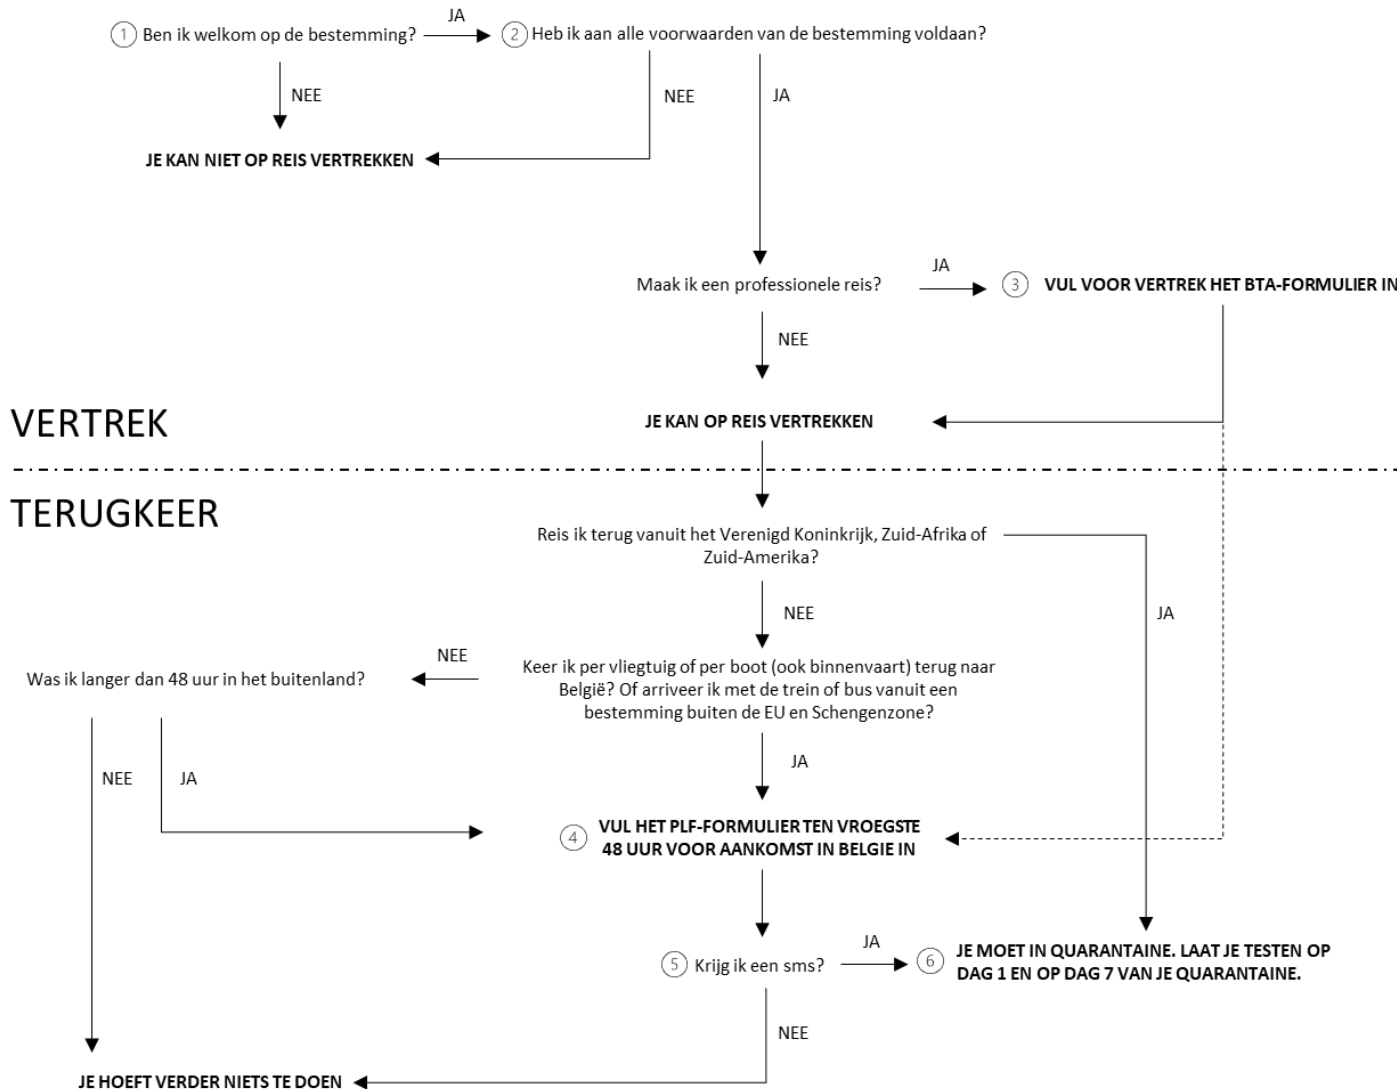 JA
1 Ben ik welkom op de bestemming?
2 Heb ik aan alle voorwaarden van de bestemming voldaan?
NEE
NEE
JA
JE KAN NIET OP REIS VERTREKKEN
Maak ik een professionele reis?
JA
3 VUL VOOR VERTREK HET BTA-FORMULIER IN
NEE
VERTREK
JE KAN OP REIS VERTREKKEN
TERUGKEER
Reis ik terug vanuit het Verenigd Koninkrijk, Zuid-Afrika of
Zuid-Amerika?
NEE
JA
Was ik langer dan 48 uur in het buitenland?
NEE
Keer ik per vliegtuig of per boot (ook binnenvaart) terug naar
België? Of arriveer ik met de trein of bus vanuit een
bestemming buiten de EU en Schengenzone?
NEE
JA
JA
4 VUL HET PLF-FORMULIER TEN VROEGSTE
48 UUR VOOR AANKOMST IN BELGIE IN
5 Krijg ik een sms?
JA
6 JE MOET IN QUARANTAINE. LAAT JE TESTEN OP
DAG 1 EN OP DAG 7 VAN JE QUARANTAINE.
NEE
JE HOEFT VERDER NIETS TE DOEN